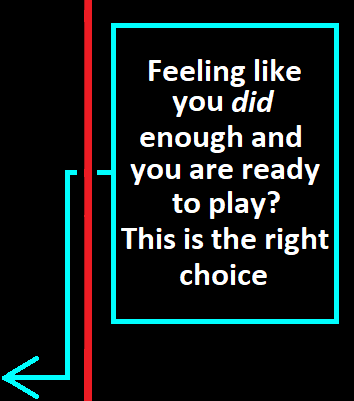 Feeling like
you did
enough and
you are ready
to play?
This is the right
choice